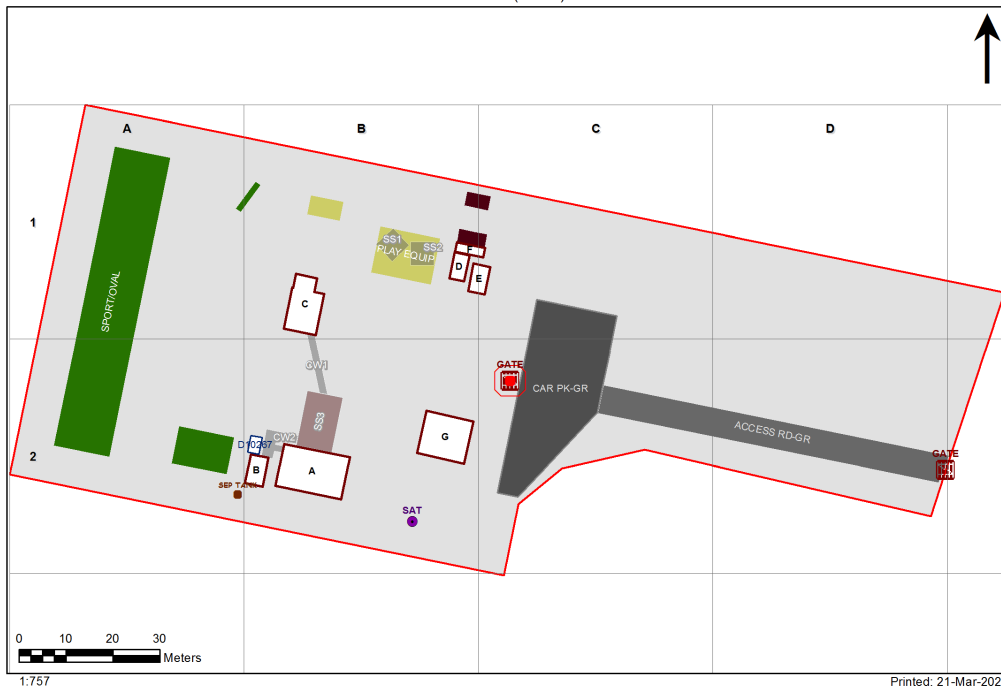 A
B
C
D
1
SS1
SS2
PLAY EQUIP
F
D
E
SPORT/OVAL
C
CW1
GATE
CAR PK-GR
SS3
ACCESS RD-GR
G
CW2
GATE
2
B
A
SEP TANK
SAT
0 10 20 30
Meters
1:757
Printed: 21-Mar-202